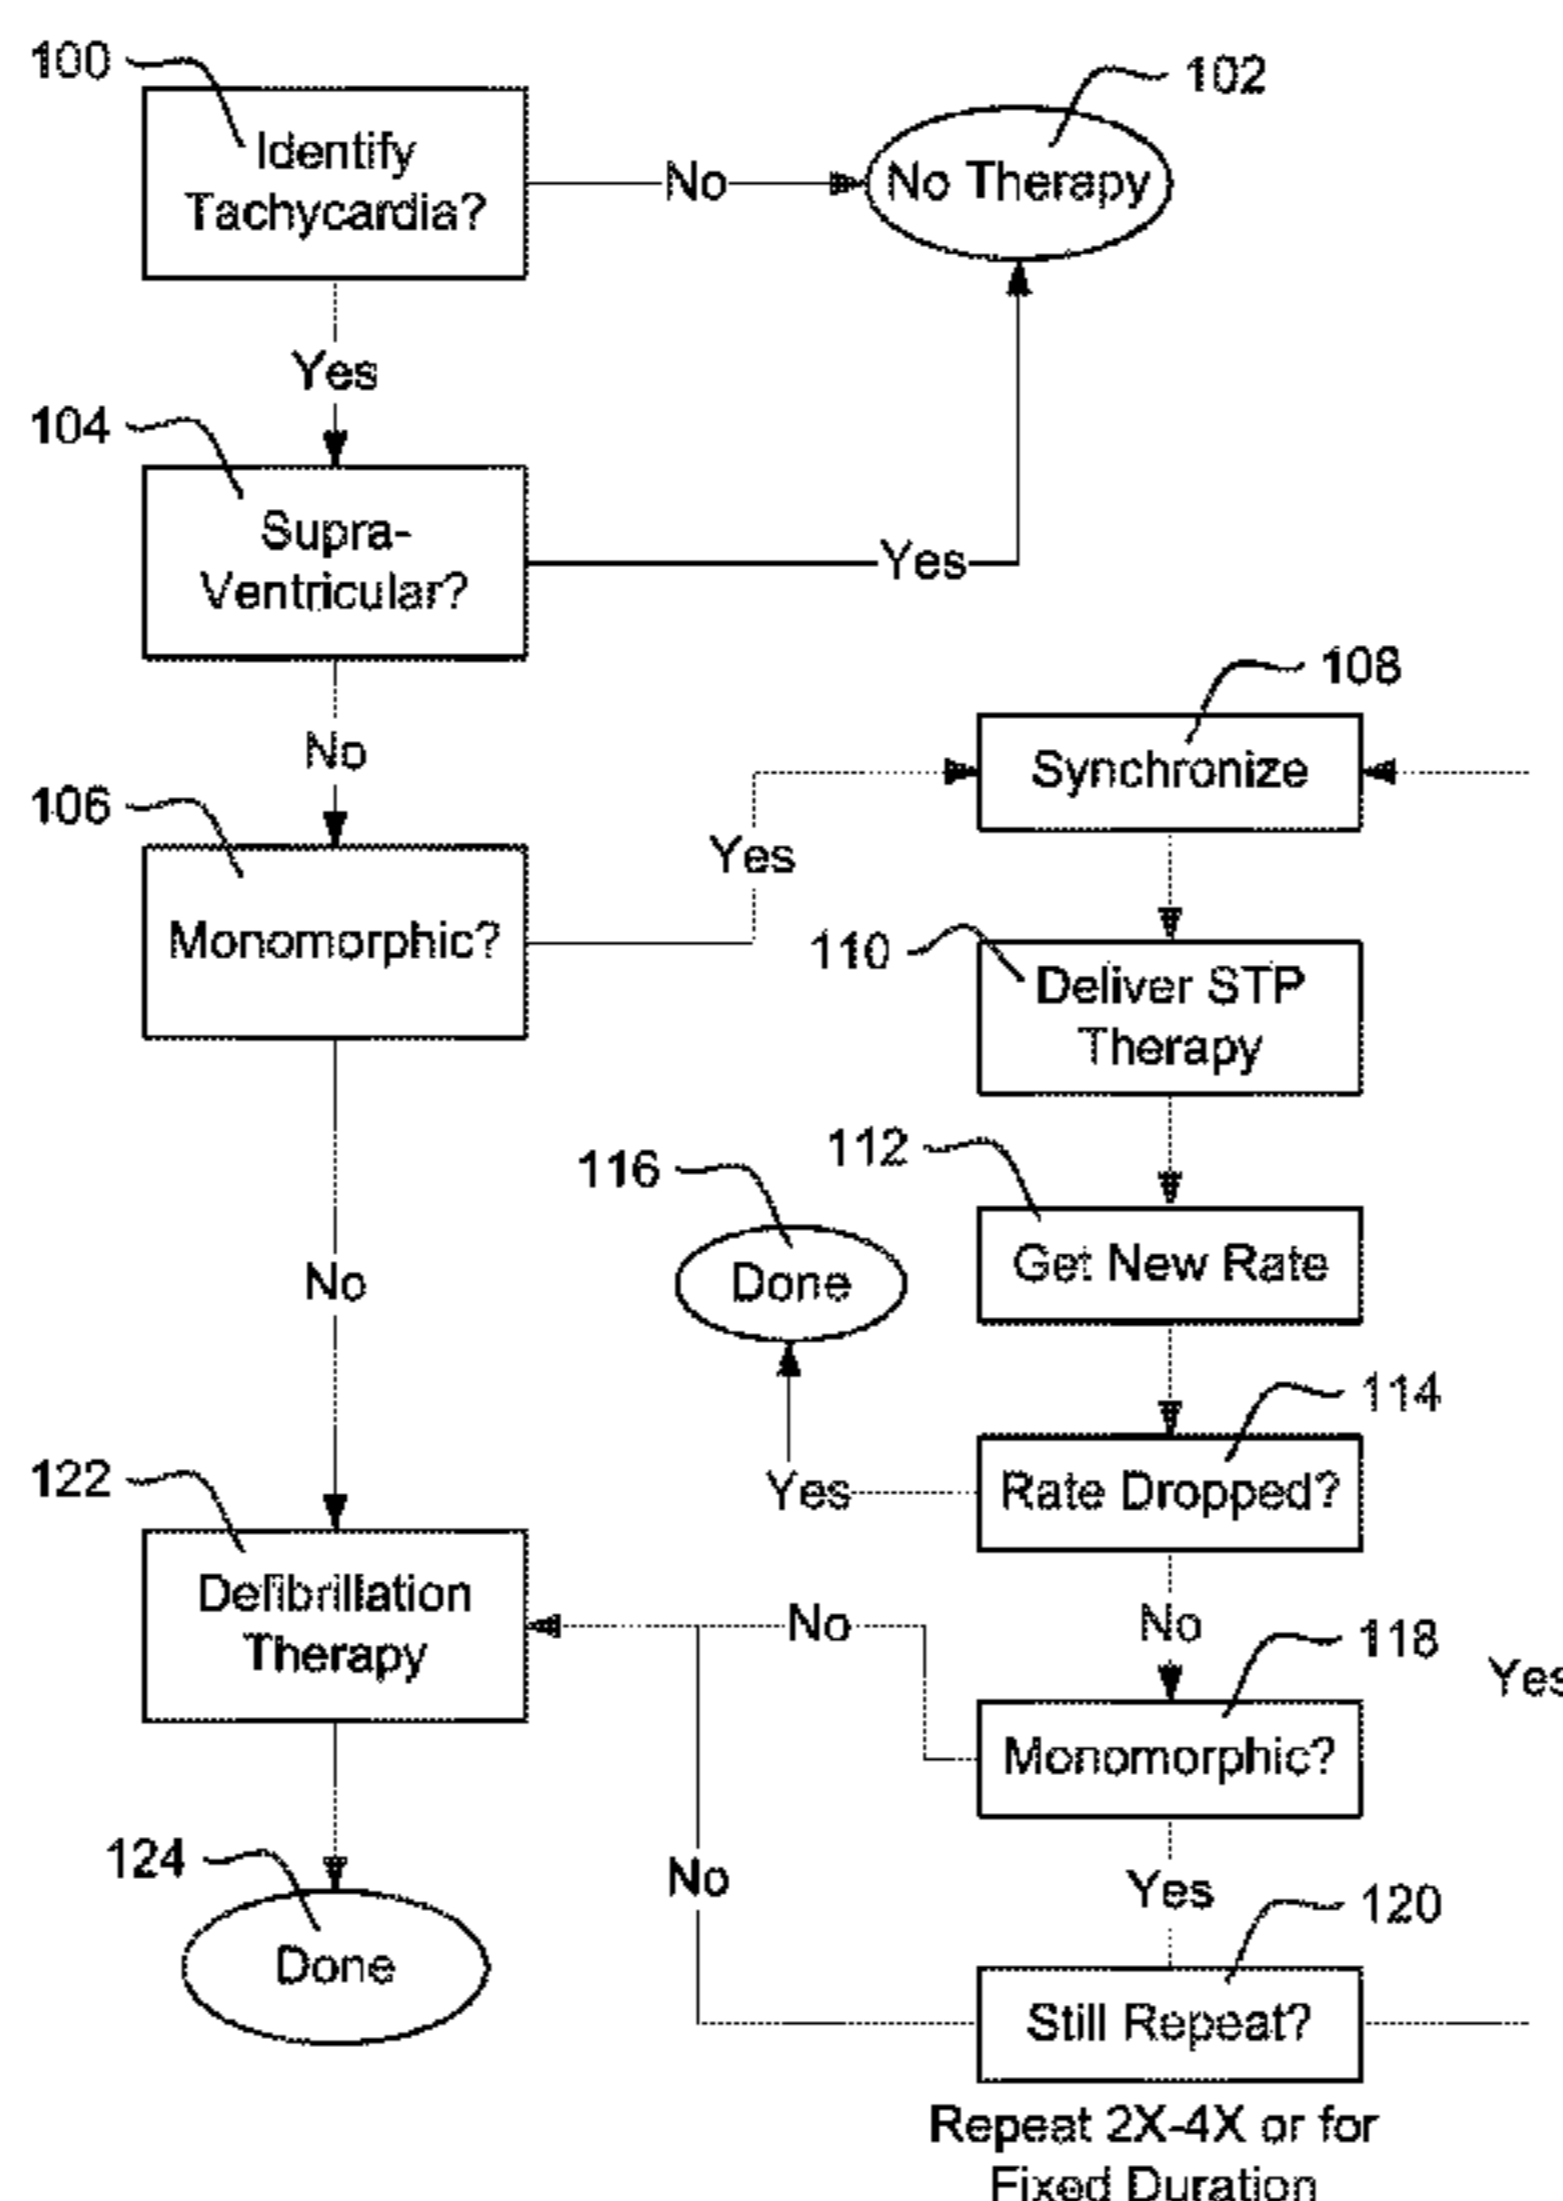 100
Identify
Tachycardia?
No
102
No Therapy
Yes
104
Supra-
Ventricular?
Yes
No
106
Monomorphic?
Yes
108
Synchronize
110
Deliver STP
Therapy
112
Get New Rate
116
Done
114
Rate Dropped?
Yes
No
No
122
Defibrillation
Therapy
No
118
Monomorphic?
Yes
124
Done
No
Yes
120
Still Repeat?
Repeat 2X-4X or for
Fixed Duration